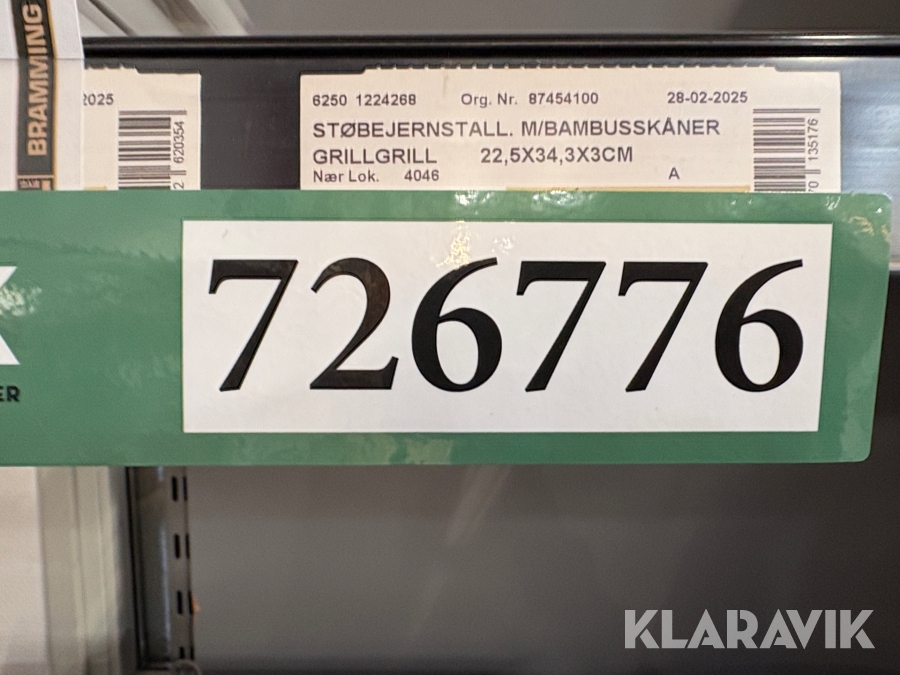 BRAMMING
2025
620354
6250 1224268 Org. Nr. 87454100 28-02-2025
STØBEJERNSTALL. M/BAMBUSSKÅNER
GRILLGRILL 22,5X34,3X3CM
Nær Lok. 4046 A
135176
726776
ER
KLARAVIK